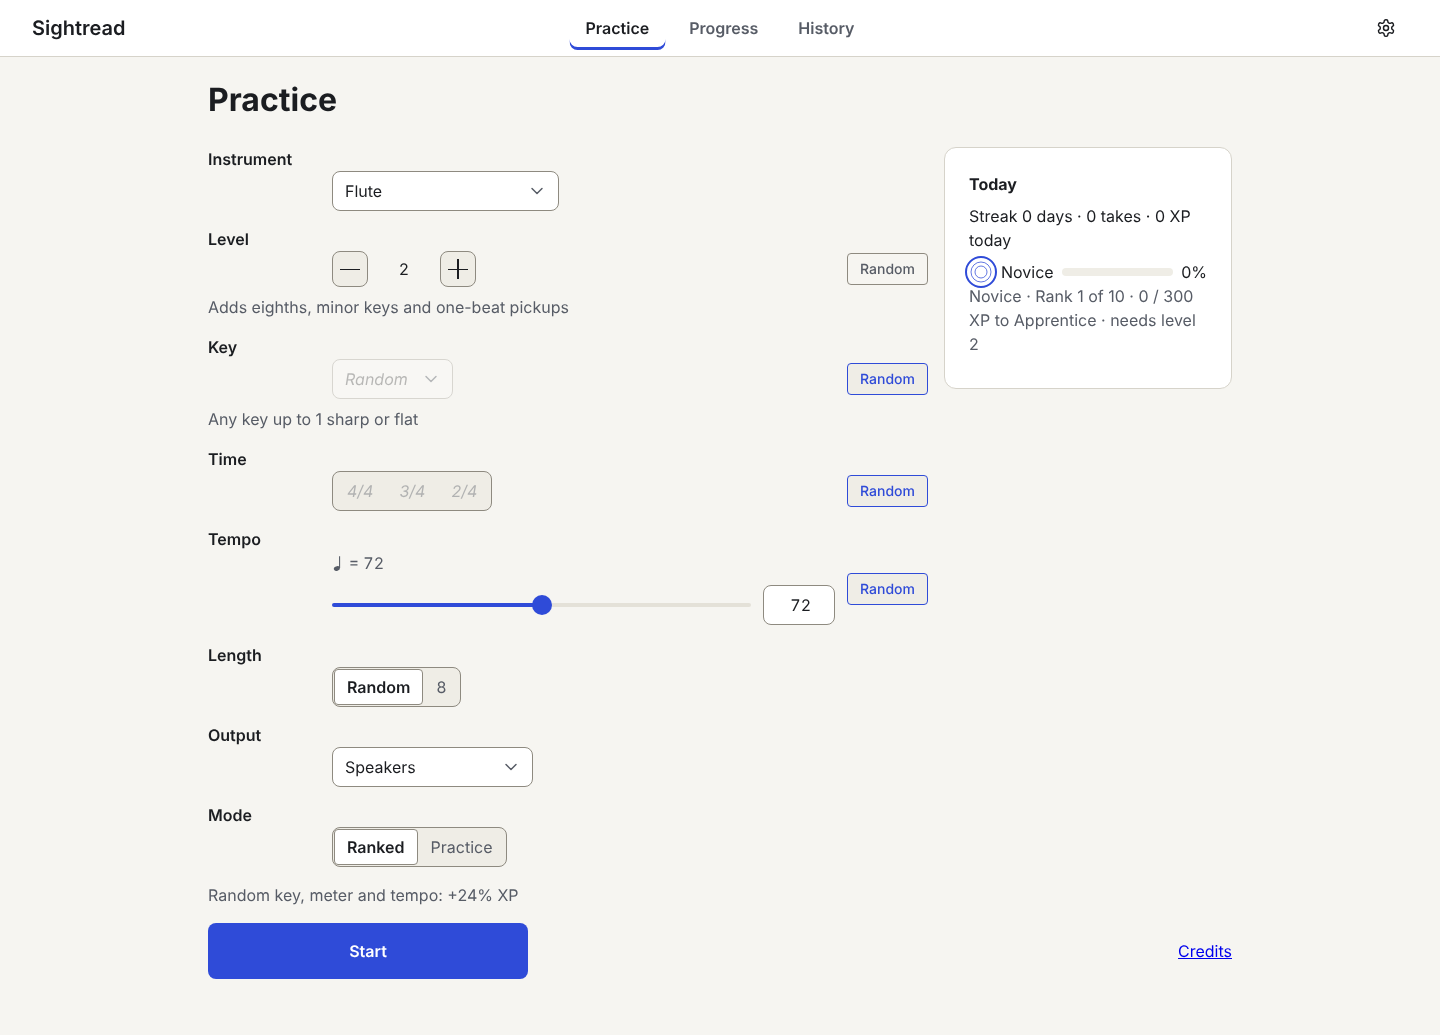 Sightread
Practice
Progress
History
Practice
Instrument
Flute
Level
2
Random
Adds eighths, minor keys and one-beat pickups
Key
Random
Random
Any key up to 1 sharp or flat
Time
4/4 3/4 2/4
Random
Tempo
♩ = 72
72
Random
Length
Random 8
Output
Speakers
Mode
Ranked Practice
Random key, meter and tempo: +24% XP
Start
Today
Streak 0 days · 0 takes · 0 XP
today
Novice 0%
Novice · Rank 1 of 10 · 0 / 300
XP to Apprentice · needs level
2
Credits